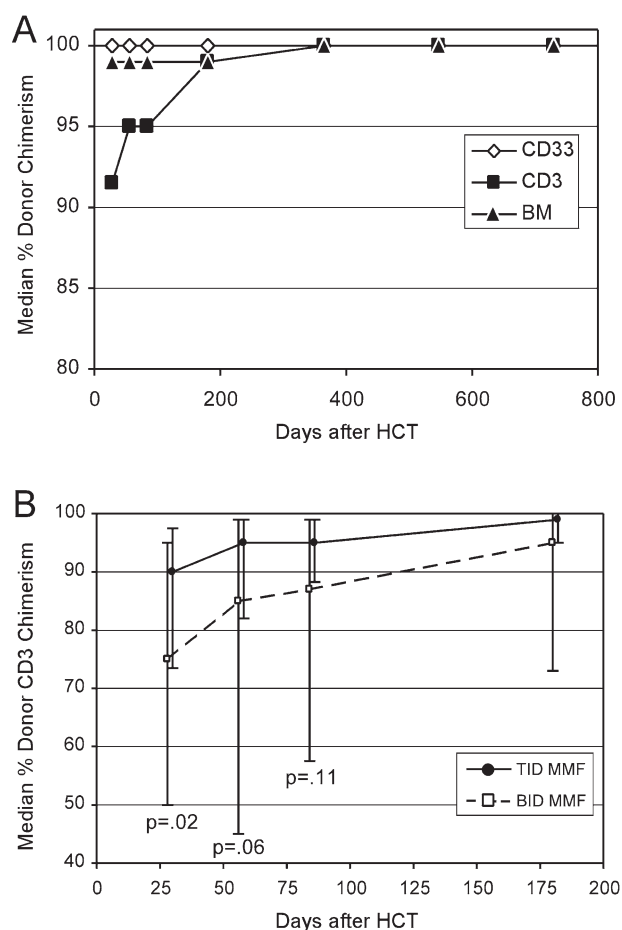 A
Median % Donor Chimerism
100
95
90
85
80
CD33
CD3
BM
0 200 400 600 800
Days after HCT
B
Median % Donor CD3 Chimerism
100
90
80
70
60
50
40
p=.02
p=.06
p=.11
TID MMF
BID MMF
0 25 50 75 100 125 150 175 200
Days after HCT